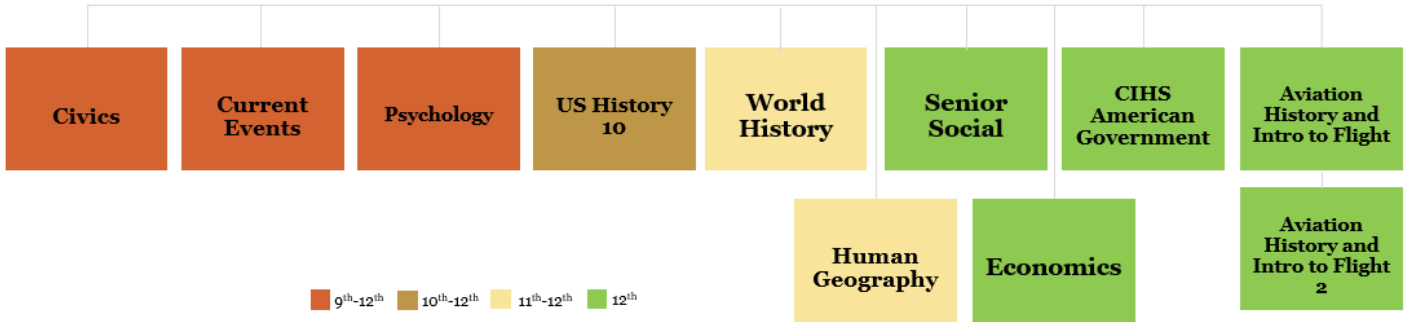 Civics
Current
Events
Psychology
US History
10
World
History
Senior
Social
CIHS
American
Government
Aviation
History and
Intro to Flight
Human
Geography
Economics
Aviation
History and
Intro to Flight
2
9th-12th
10th-12th
11th-12th
12th